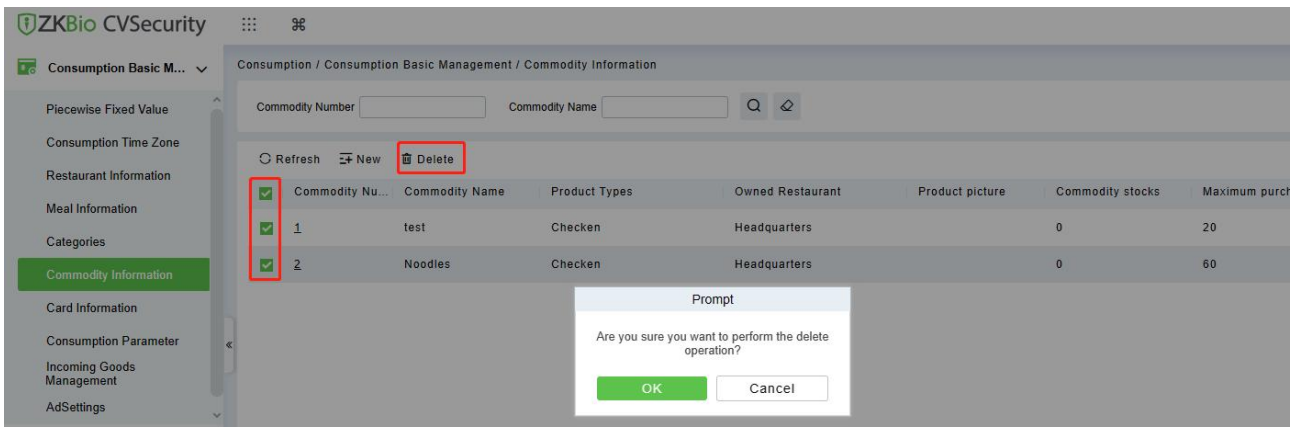 ZKBio CVSecurity
Consumption Basic M...
Consumption / Consumption Basic Management / Commodity Information
Piecewise Fixed Value
Consumption Time Zone
Restaurant Information
Meal Information
Categories
Commodity Information
Card Information
Consumption Parameter
Incoming Goods
Management
AdSettings
Commodity Number
Commodity Name
Refresh New Delete
Commodity Nu... Commodity Name Product Types Owned Restaurant Product picture Commodity stocks Maximum purch
1 test Checken Headquarters 0 20
2 Noodles Checken Headquarters 0 60
Prompt
Are you sure you want to perform the delete
operation?
OK Cancel